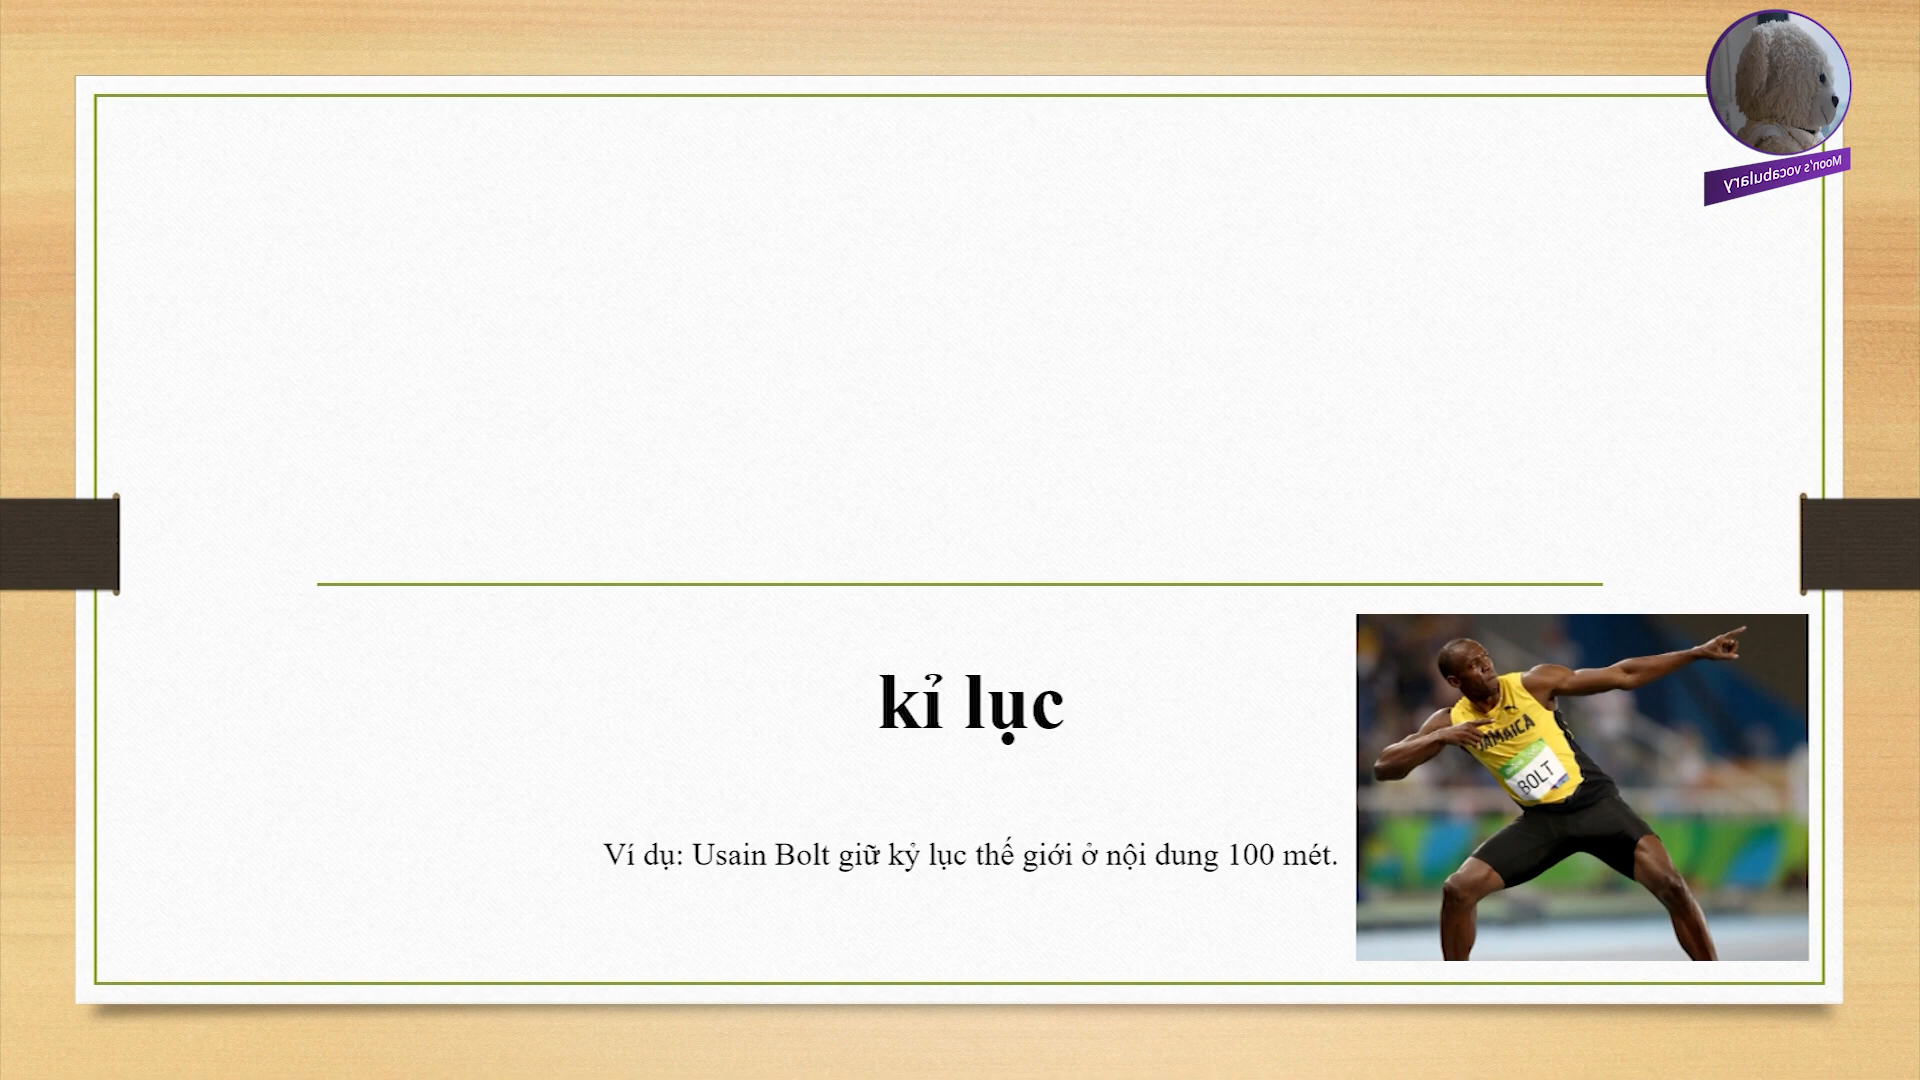 Moon's vocabulary
kỉ lục
JAMAICA
BOLT
Ví dụ: Usain Bolt giữ kỷ lục thế giới ở nội dung 100 mét.